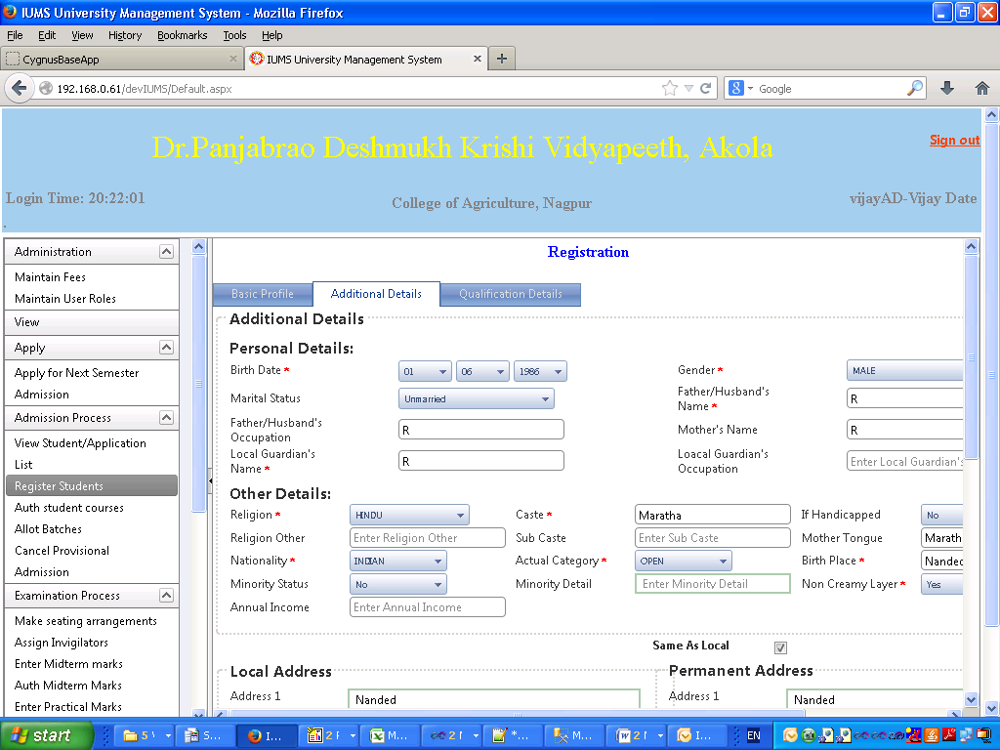 IUMS University Management System - Mozilla Firefox
File Edit View History Bookmarks Tools Help
CygnusBaseApp
IUMS University Management System
192.168.0.61/devIUMS/Default.aspx
Google
Dr.Panjabrao Deshmukh Krishi Vidyapeeth, Akola
Sign out
Login Time: 20:22:01
College of Agriculture, Nagpur
vijayAD-Vijay Date
.
Administration
Maintain Fees
Maintain User Roles
View
Apply
Apply for Next Semester
Admission
Admission Process
View Student/Application
List
Register Students
Auth student courses
Allot Batches
Cancel Provisional
Admission
Examination Process
Make seating arrangements
Assign Invigilators
Enter Midterm marks
Auth Midterm Marks
Enter Practical Marks
Registration
Basic Profile
Additional Details
Qualification Details
Additional Details
Personal Details:
Birth Date * 01 06 1986
Gender * MALE
Marital Status Unmarried
Father/Husband's
Name * R
Father/Husband's
Occupation R
Mother's Name R
Local Guardian's
Name * R
Loacal Guardian's
Occupation Enter Local Guardian's
Other Details:
Religion * HINDU Caste * Maratha If Handicapped No
Religion Other Enter Religion Other Sub Caste Enter Sub Caste Mother Tongue Marath
Nationality * INDIAN Actual Category * OPEN Birth Place * Nanded
Minority Status No Minority Detail Enter Minority Detail Non Creamy Layer * Yes
Annual Income Enter Annual Income
Same As Local
Local Address
Address 1 Nanded
Permanent Address
Address 1 Nanded
start 5 S... I... 2 M... 2 *... M... 2 I... EN